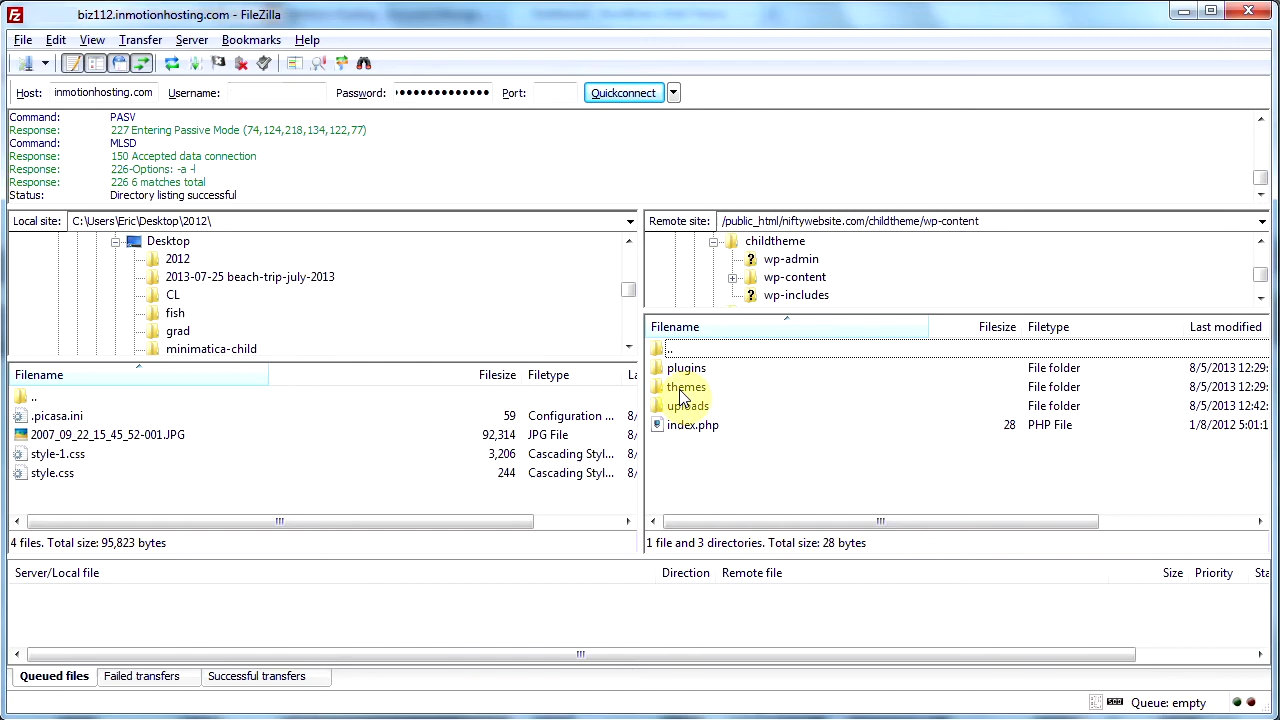 biz112.inmotionhosting.com - FileZilla
File Edit View Transfer Server Bookmarks Help
Host: inmotionhosting.com Username: Password: ••••••••••••• Port: Quickconnect
Command: PASV
Response: 227 Entering Passive Mode (74,124,218,134,122,77)
Command: MLSD
Response: 150 Accepted data connection
Response: 226-Options: -a -l
Response: 226 6 matches total
Status: Directory listing successful
Local site: C:\Users\Eric\Desktop\2012\
Desktop
2012
2013-07-25 beach-trip-july-2013
CL
fish
grad
minimatica-child
Filename Filesize Filetype La
..
.picasa.ini 59 Configuration ... 8/
2007_09_22_15_45_52-001.JPG 92,314 JPG File 8/
style-1.css 3,206 Cascading Styl... 8/
style.css 244 Cascading Styl... 8/
4 files. Total size: 95,823 bytes
Remote site: /public_html/niftywebsite.com/childtheme/wp-content
childtheme
wp-admin
wp-content
wp-includes
Filename Filesize Filetype Last modified
..
plugins File folder 8/5/2013 12:29:
themes File folder 8/5/2013 12:29:
uploads File folder 8/5/2013 12:42:
index.php 28 PHP File 1/8/2012 5:01:1
1 file and 3 directories. Total size: 28 bytes
Server/Local file Direction Remote file Size Priority Sta
Queued files Failed transfers Successful transfers
Queue: empty